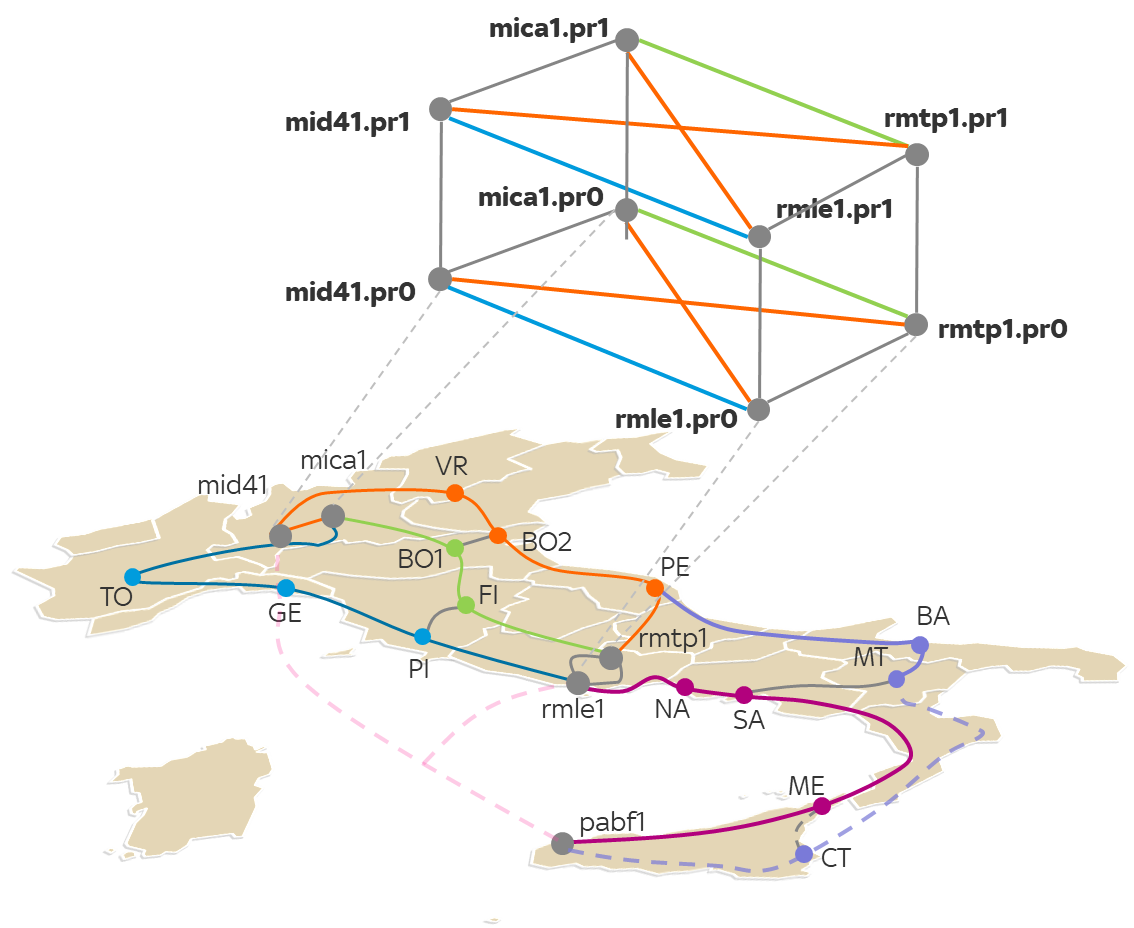 mica1.pr1
mid41.pr1
rmtp1.pr1
mica1.pr0
rmle1.pr1
mid41.pr0
rmtp1.pr0
rmle1.pr0
mica1
VR
mid41
BO2
BO1
PE
TO
GE
FI
BA
rmtp1
MT
PI
rmle1
NA
SA
ME
pabf1
CT